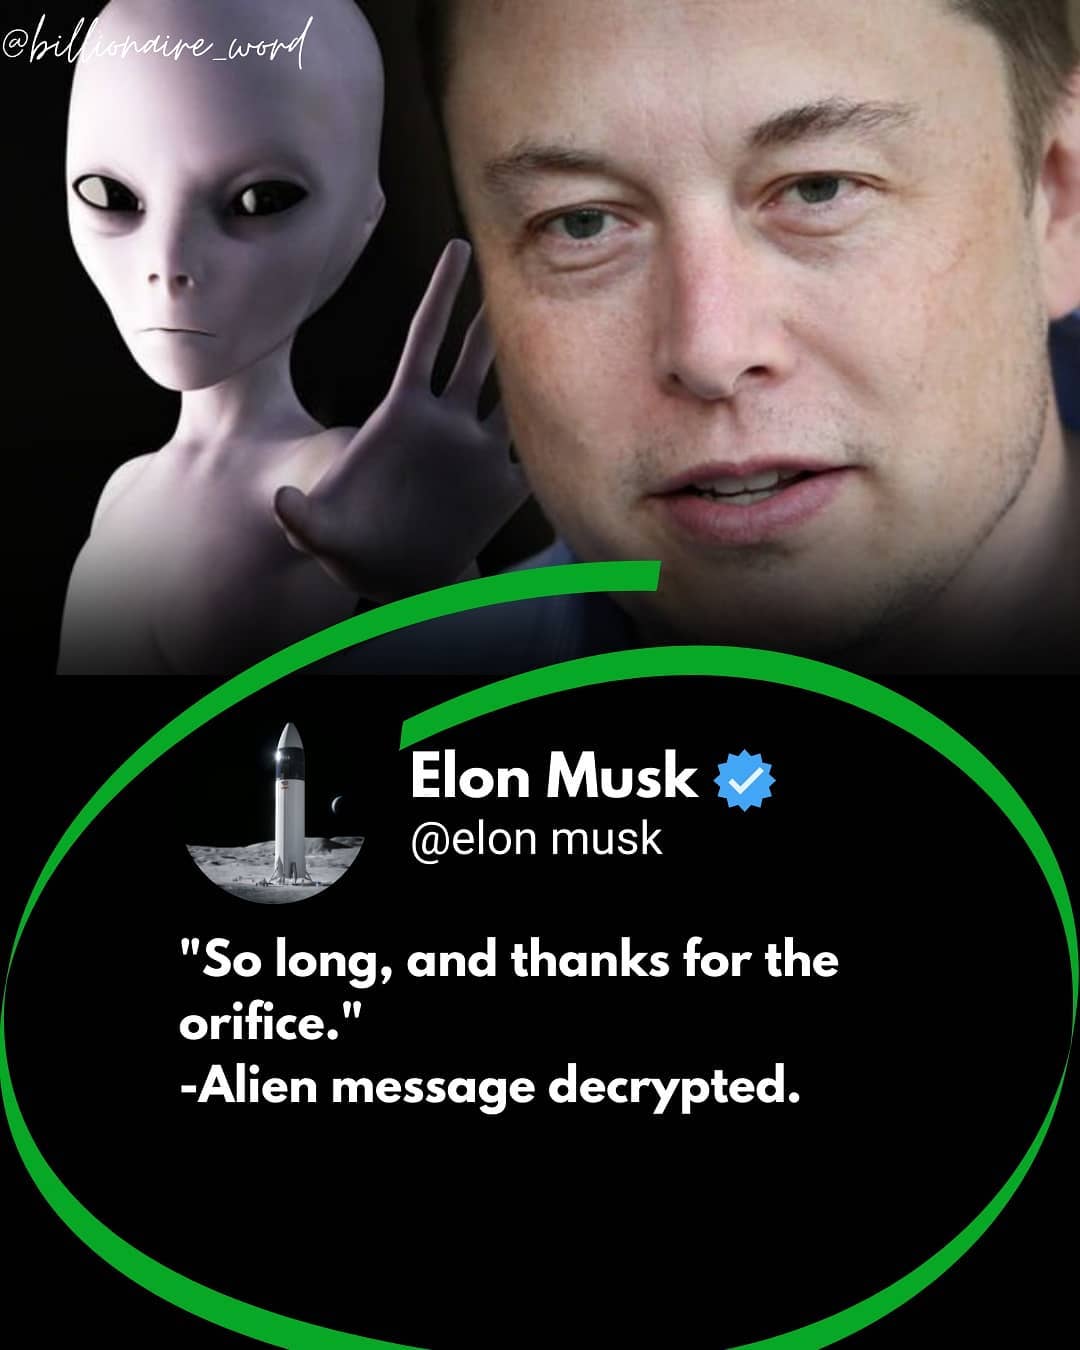 @billionaire_word
Elon Musk
@elon musk
"So long, and thanks for the
orifice."
-Alien message decrypted.